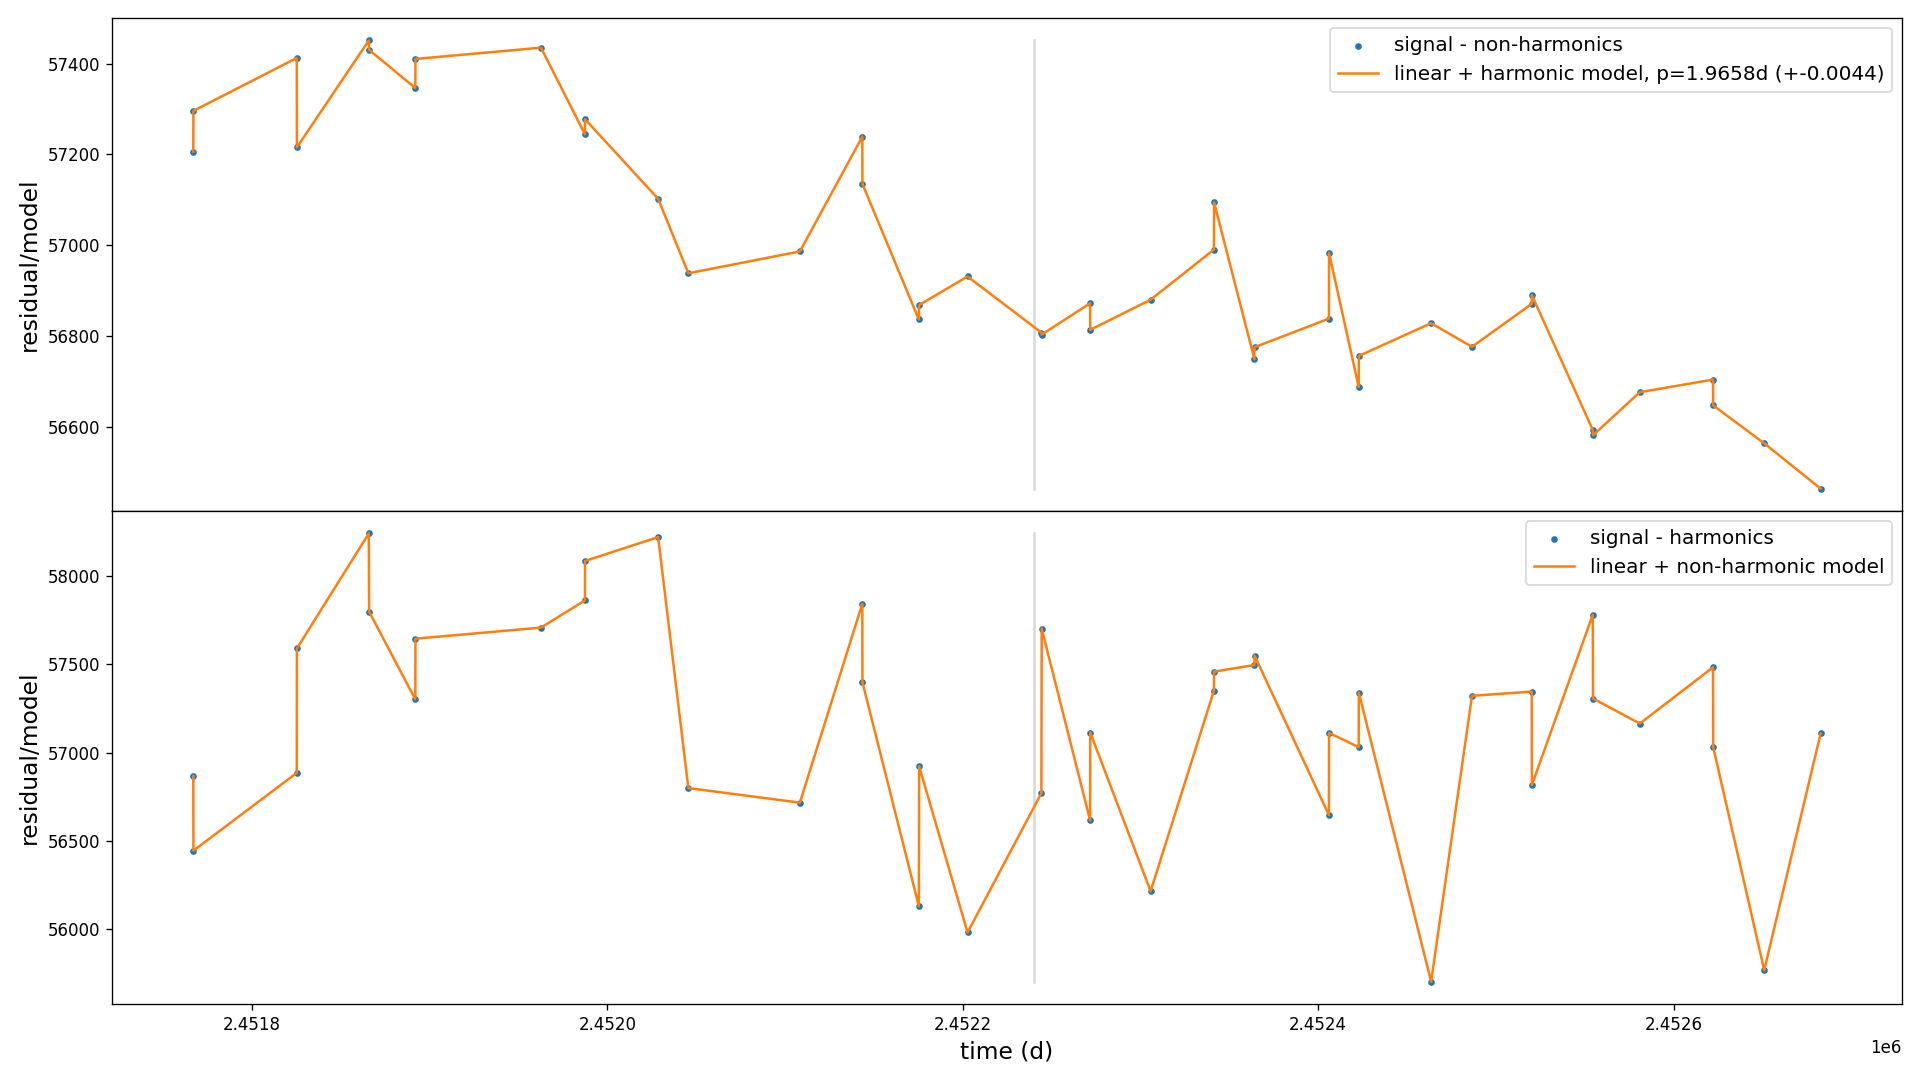 signal - non-harmonics
linear + harmonic model, p=1.9658d (+-0.0044)
57400
57200
57000
56800
56600
residual/model
signal - harmonics
linear + non-harmonic model
58000
57500
57000
56500
56000
residual/model
2.4518 2.4520 2.4522 2.4524 2.4526
time (d)
1e6